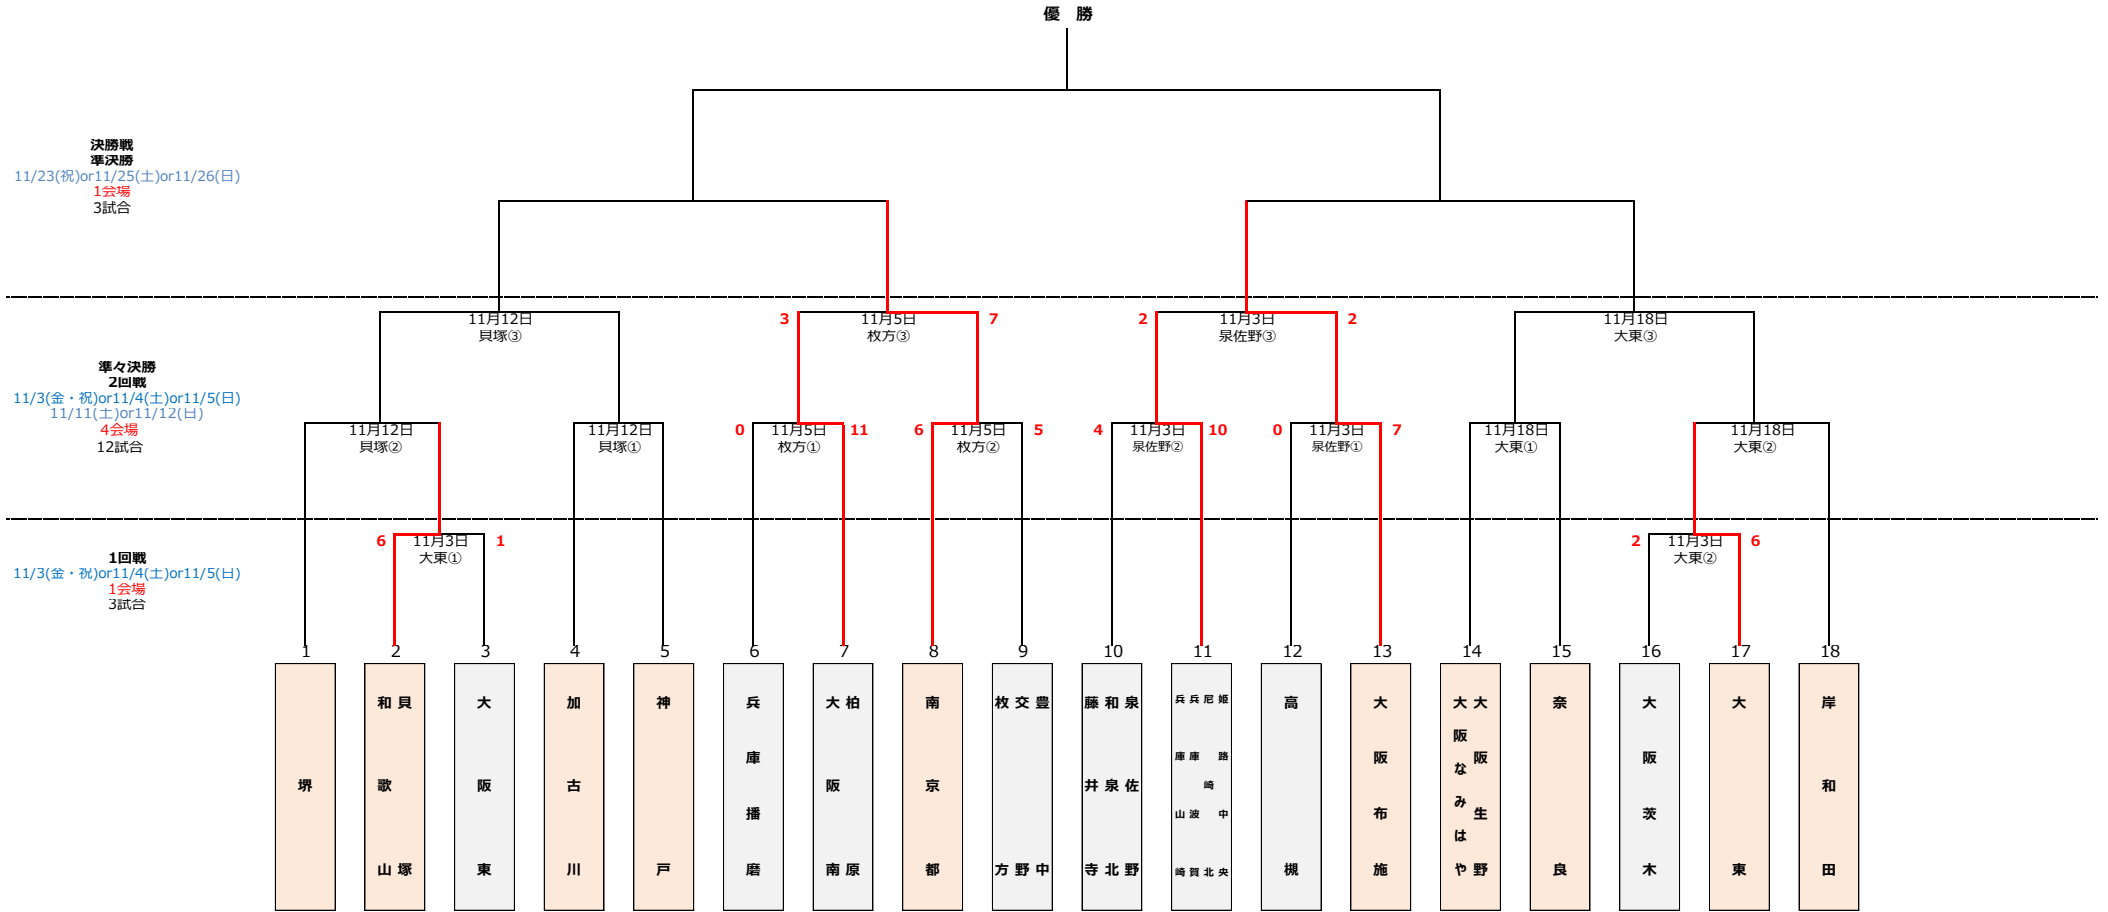 優 勝
決勝戦
準決勝
11/23(祝)or11/25(土)or11/26(日)
1会場
3試合
11月12日
貝塚③
3
11月5日
枚方③
7
2
11月3日
泉佐野③
2
11月18日
大東③
準々決勝
2回戦
11/3(金・祝)or11/4(土)or11/5(日)
11/11(土)or11/12(日)
4会場
12試合
11月12日
貝塚②
11月12日
貝塚①
0
11月5日
枚方①
11
6
11月5日
枚方②
5
4
11月3日
泉佐野②
10
0
11月3日
泉佐野①
7
11月18日
大東①
11月18日
大東②
1回戦
11/3(金・祝)or11/4(土)or11/5(日)
1会場
3試合
6
11月3日
大東①
1
2
11月3日
大東②
6
1
堺
2
貝塚
和歌山
3
大阪東
4
加古川
5
神戸
6
兵庫播磨
7
柏原
大阪南
8
南京都
9
豊中
交野
枚方
10
泉佐野
和泉北
藤井寺
11
姫路中央
尼崎北
兵庫波賀
兵庫山崎
12
高槻
13
大阪布施
14
大阪生野
大阪なみはや
15
奈良
16
大阪茨木
17
大東
18
岸和田